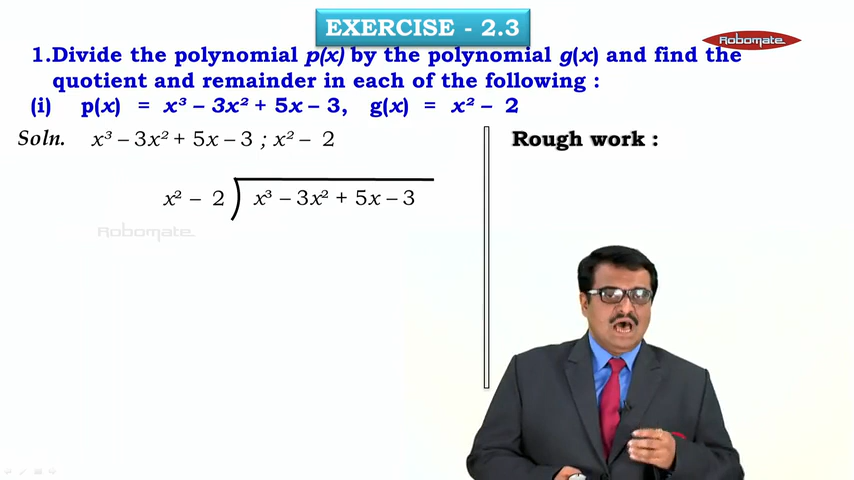 EXERCISE - 2.3
Robomate
1.Divide the polynomial p(x) by the polynomial g(x) and find the
quotient and remainder in each of the following :
(i) p(x) = x³ – 3x² + 5x – 3, g(x) = x² – 2
Soln. x³ – 3x² + 5x – 3 ; x² – 2
Rough work :
x² – 2 ) x³ – 3x² + 5x – 3
Robomate